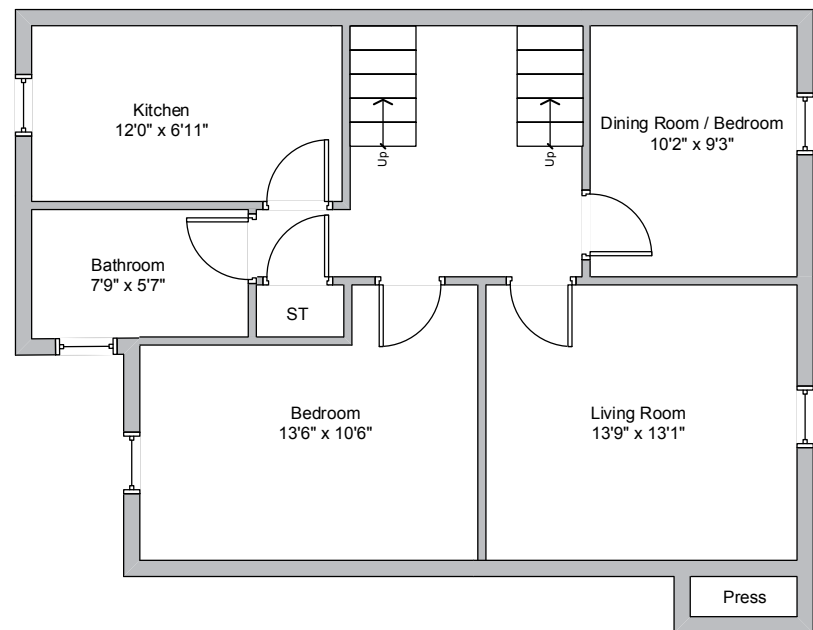 Kitchen
12'0" x 6'11"
Up
Up
Dining Room / Bedroom
10'2" x 9'3"
Bathroom
7'9" x 5'7"
ST
Bedroom
13'6" x 10'6"
Living Room
13'9" x 13'1"
Press